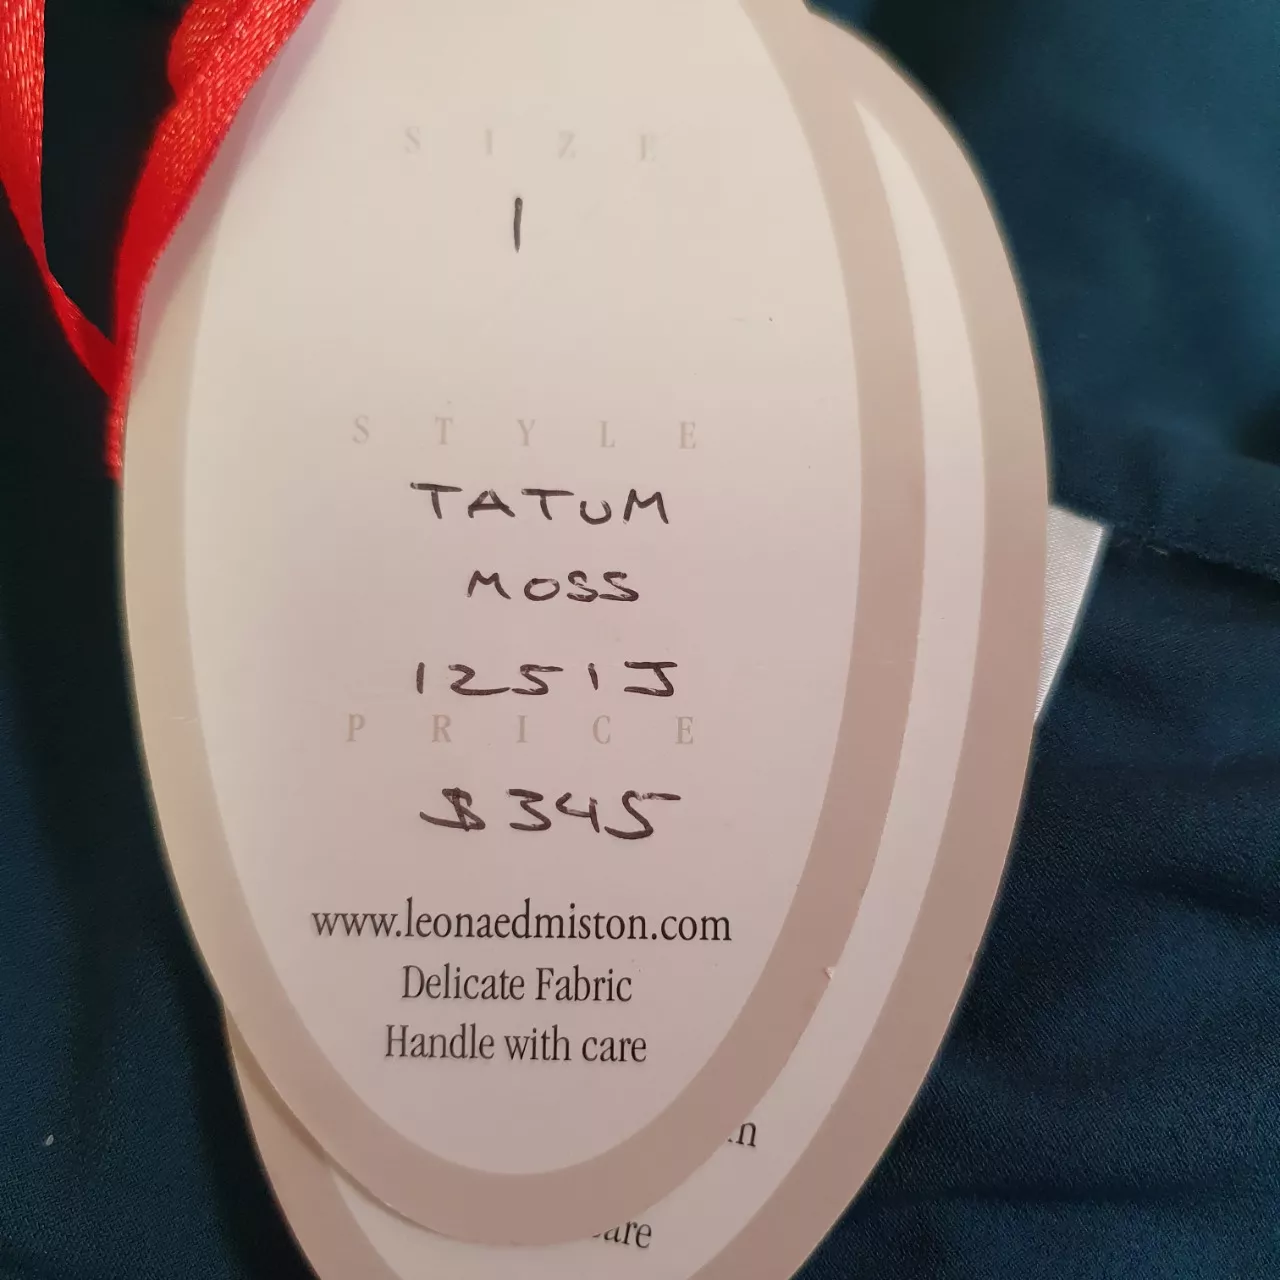 SIZE
1
STYLE
TATUM
MOSS
1251J
PRICE
$345
www.leonaedmiston.com
Delicate Fabric
Handle with care